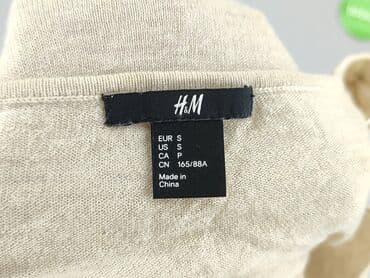 H&M
EUR S
US S
CA P
CN 165/88A
Made in
China